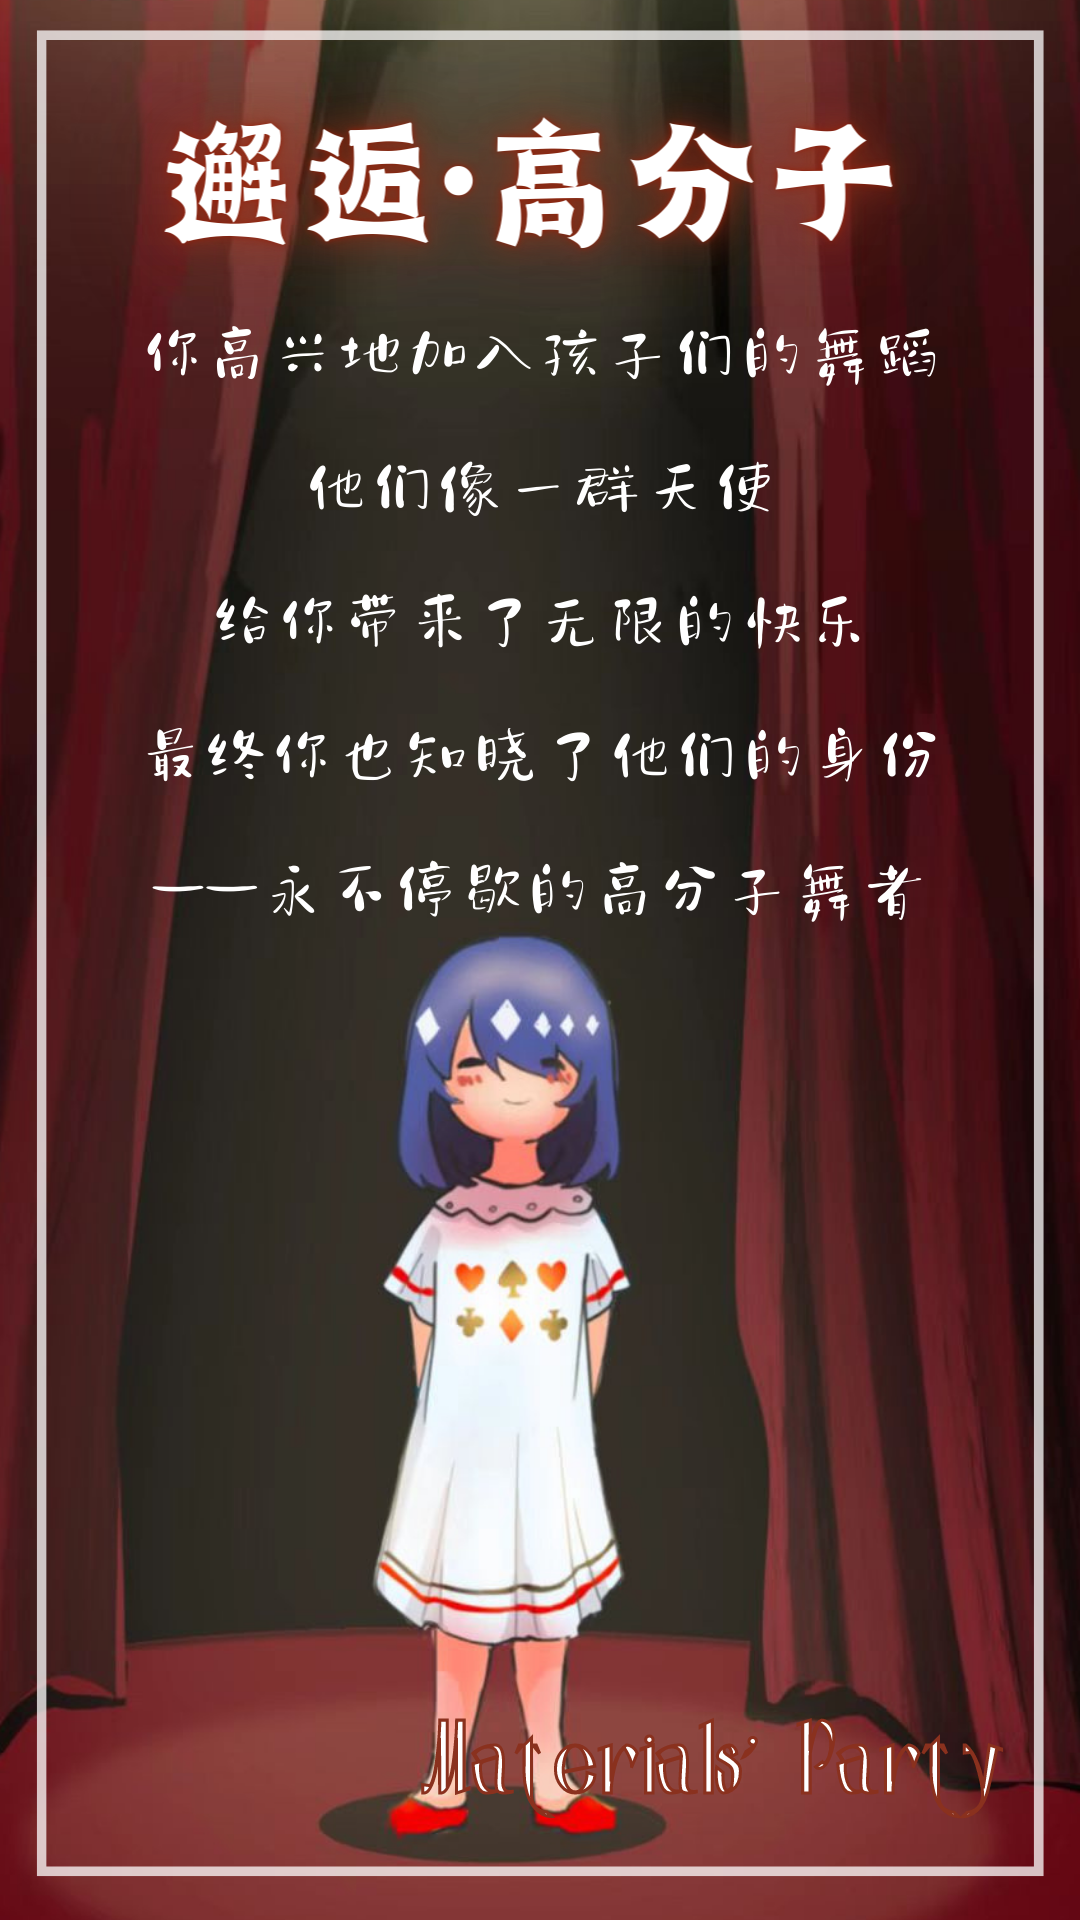 邂逅·高分子
你高兴地加入孩子们的舞蹈
他们像一群天使
给你带来了无限的快乐
最终你也知晓了他们的身份
——永不停歇的高分子舞者
Materials' Party